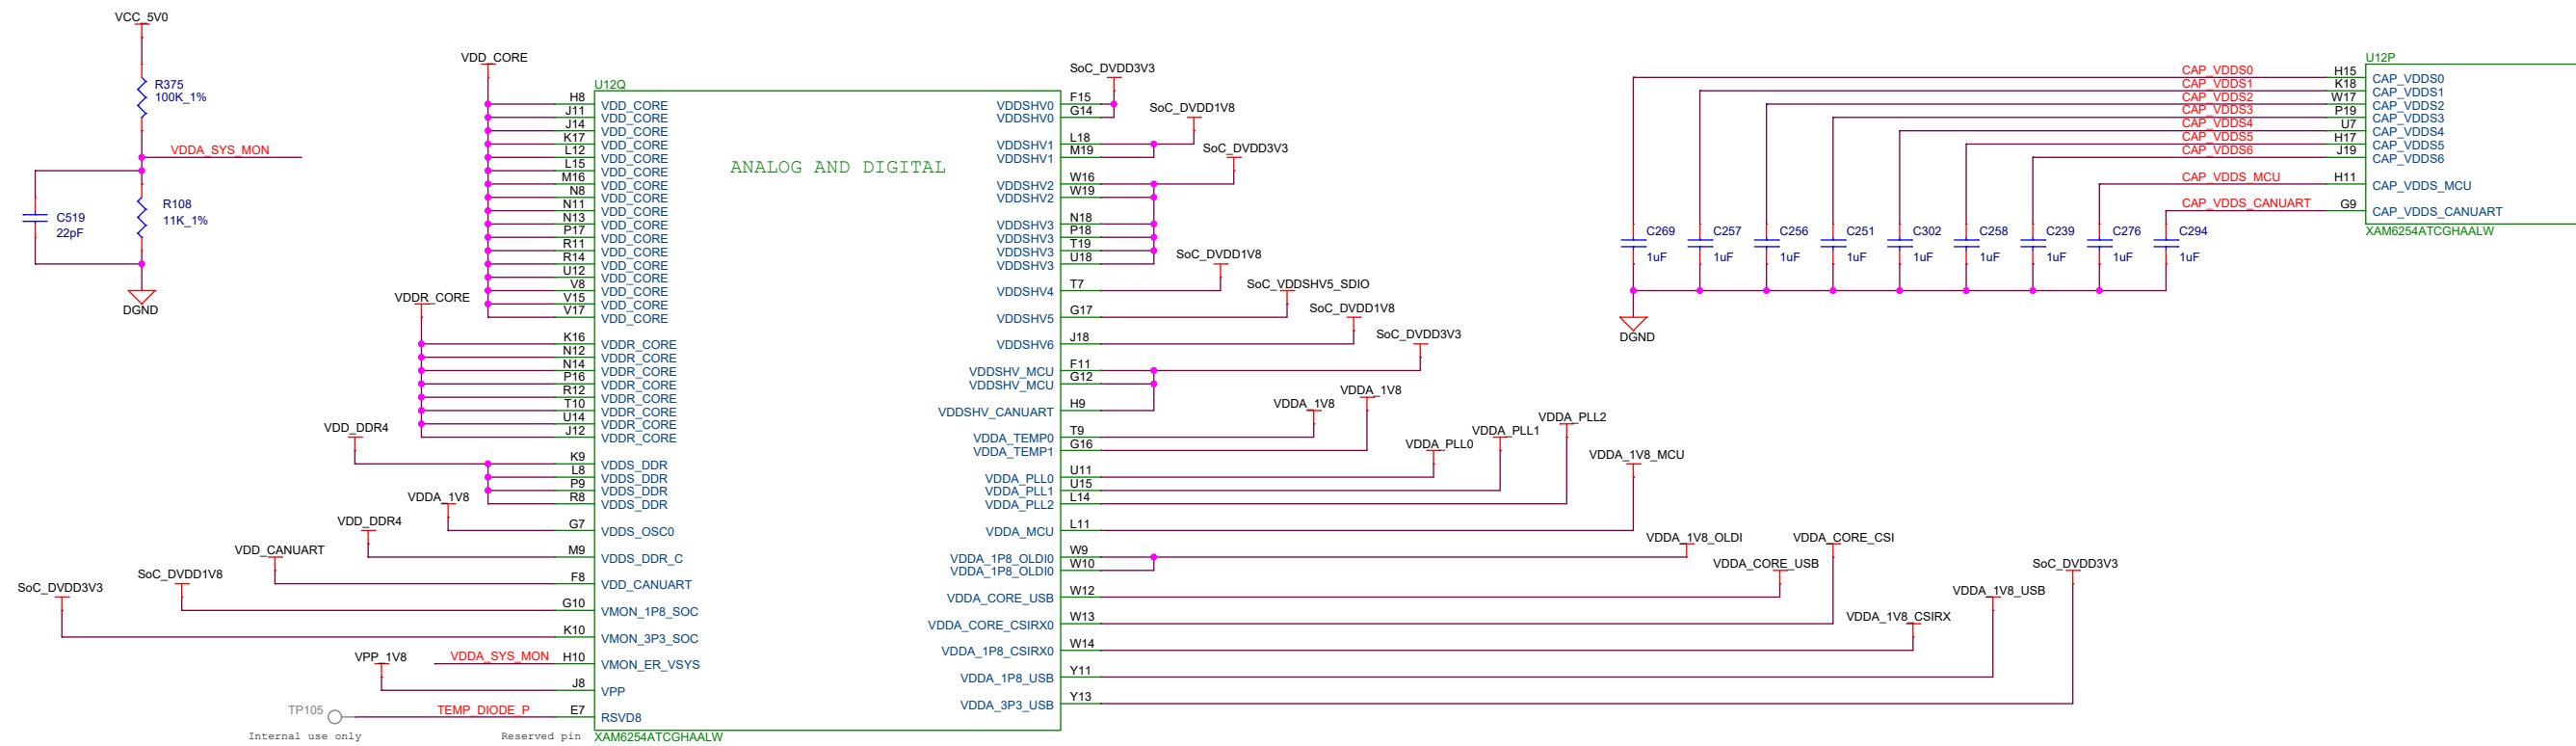 VCC_5V0
R375
100K_1%
VDDA_SYS_MON
C519
22pF
R108
11K_1%
DGND
VDD_CORE
U12Q
ANALOG AND DIGITAL
H8 VDD_CORE
J11 VDD_CORE
J14 VDD_CORE
K17 VDD_CORE
L12 VDD_CORE
L15 VDD_CORE
M16 VDD_CORE
N8 VDD_CORE
N11 VDD_CORE
N13 VDD_CORE
P17 VDD_CORE
R11 VDD_CORE
R14 VDD_CORE
U12 VDD_CORE
V8 VDD_CORE
V15 VDD_CORE
V17 VDD_CORE
VDDR_CORE
K16 VDDR_CORE
N12 VDDR_CORE
N14 VDDR_CORE
P16 VDDR_CORE
R12 VDDR_CORE
T10 VDDR_CORE
U14 VDDR_CORE
J12 VDDR_CORE
VDD_DDR4
K9 VDDS_DDR
L8 VDDS_DDR
P9 VDDS_DDR
R8 VDDS_DDR
VDDA_1V8
G7 VDDS_OSC0
VDD_DDR4
M9 VDDS_DDR_C
VDD_CANUART
F8 VDD_CANUART
SoC_DVDD1V8
G10 VMON_1P8_SOC
SoC_DVDD3V3
K10 VMON_3P3_SOC
VDDA_SYS_MON H10 VMON_ER_VSYS
VPP_1V8
J8 VPP
TP105 TEMP_DIODE_P E7 RSVD8
Internal use only
Reserved pin
XAM6254ATCGHAALW
SoC_DVDD3V3
VDDSHV0 F15
VDDSHV0 G14
SoC_DVDD1V8
VDDSHV1 L18
VDDSHV1 M19
SoC_DVDD3V3
VDDSHV2 W16
VDDSHV2 W19
VDDSHV3 N18
VDDSHV3 P18
VDDSHV3 T19
VDDSHV3 U18
SoC_DVDD1V8
VDDSHV4 T7
SoC_VDDSHV5_SDIO
VDDSHV5 G17
SoC_DVDD1V8
VDDSHV6 J18
SoC_DVDD3V3
VDDSHV_MCU F11
VDDSHV_MCU G12
VDDSHV_CANUART H9
VDDA_1V8
VDDA_1V8
VDDA_TEMP0 T9
VDDA_TEMP1 G16
VDDA_PLL0
VDDA_PLL1
VDDA_PLL2
VDDA_PLL0 U11
VDDA_PLL1 U15
VDDA_PLL2 L14
VDDA_1V8_MCU
VDDA_MCU L11
VDDA_1V8_OLDI
VDDA_1P8_OLDI0 W9
VDDA_1P8_OLDI0 W10
VDDA_CORE_USB
VDDA_CORE_USB W12
VDDA_CORE_CSI
VDDA_CORE_CSIRX0 W13
VDDA_1V8_CSIRX
VDDA_1P8_CSIRX0 W14
VDDA_1V8_USB
VDDA_1P8_USB Y11
SoC_DVDD3V3
VDDA_3P3_USB Y13
U12P
CAP_VDDS0 H15 CAP_VDDS0
CAP_VDDS1 K18 CAP_VDDS1
CAP_VDDS2 W17 CAP_VDDS2
CAP_VDDS3 P19 CAP_VDDS3
CAP_VDDS4 U7 CAP_VDDS4
CAP_VDDS5 H17 CAP_VDDS5
CAP_VDDS6 J19 CAP_VDDS6
CAP_VDDS_MCU H11 CAP_VDDS_MCU
CAP_VDDS_CANUART G9 CAP_VDDS_CANUART
XAM6254ATCGHAALW
C269 C257 C256 C251 C302 C258 C239 C276 C294
1uF 1uF 1uF 1uF 1uF 1uF 1uF 1uF 1uF
DGND